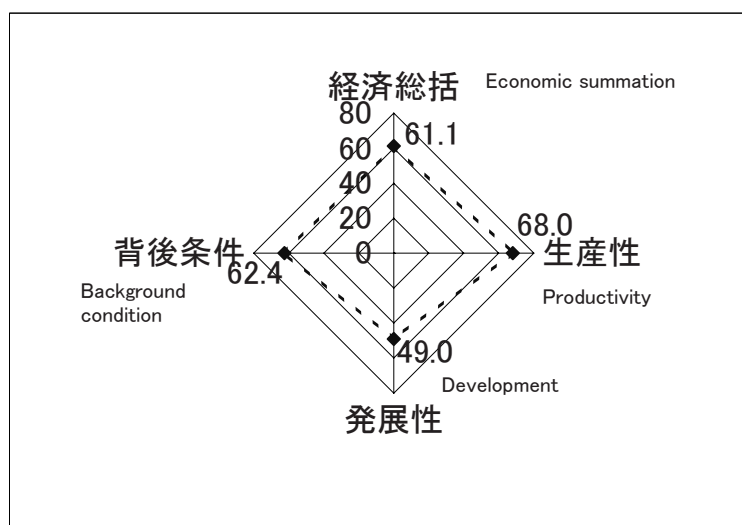 経済総括
Economic summation
80
61.1
60
40
20
0
68.0
生産性
Productivity
背後条件
62.4
Background
condition
49.0
Development
発展性